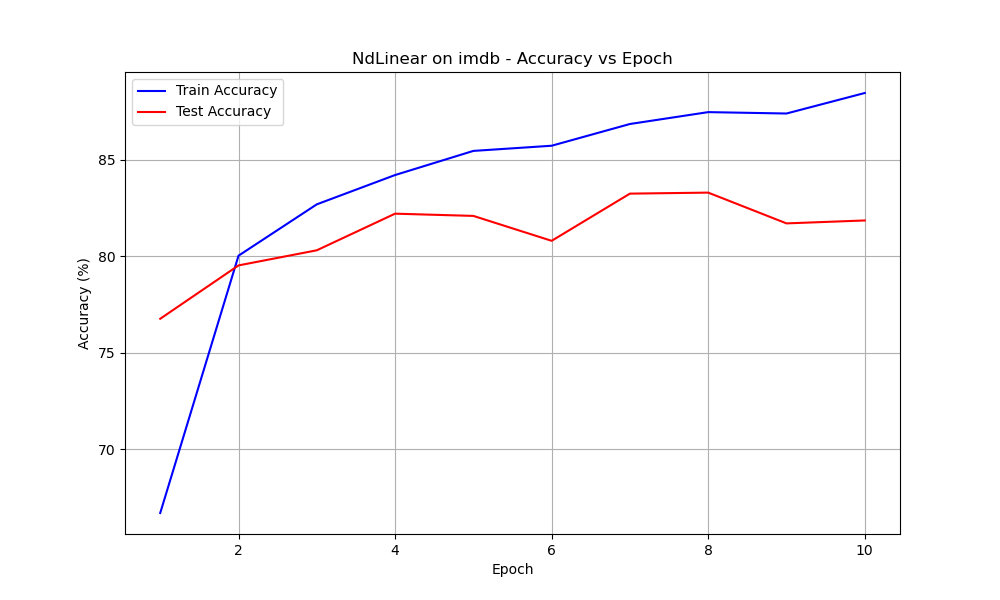 NdLinear on imdb - Accuracy vs Epoch
Train Accuracy
Test Accuracy
85
80
75
70
Accuracy (%)
2 4 6 8 10
Epoch